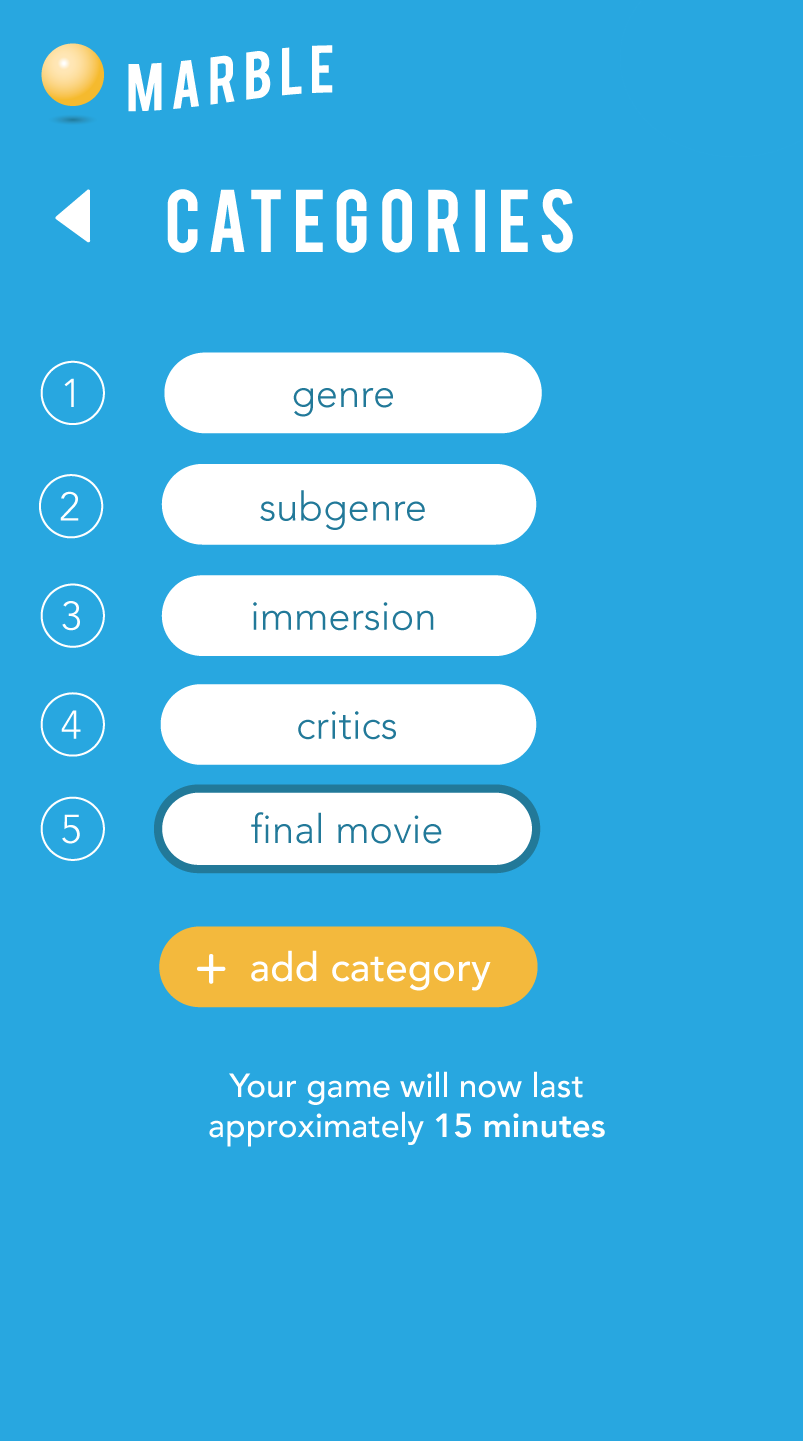 MARBLE
CATEGORIES
1 genre
2 subgenre
3 immersion
4 critics
5 final movie
+ add category
Your game will now last
approximately 15 minutes